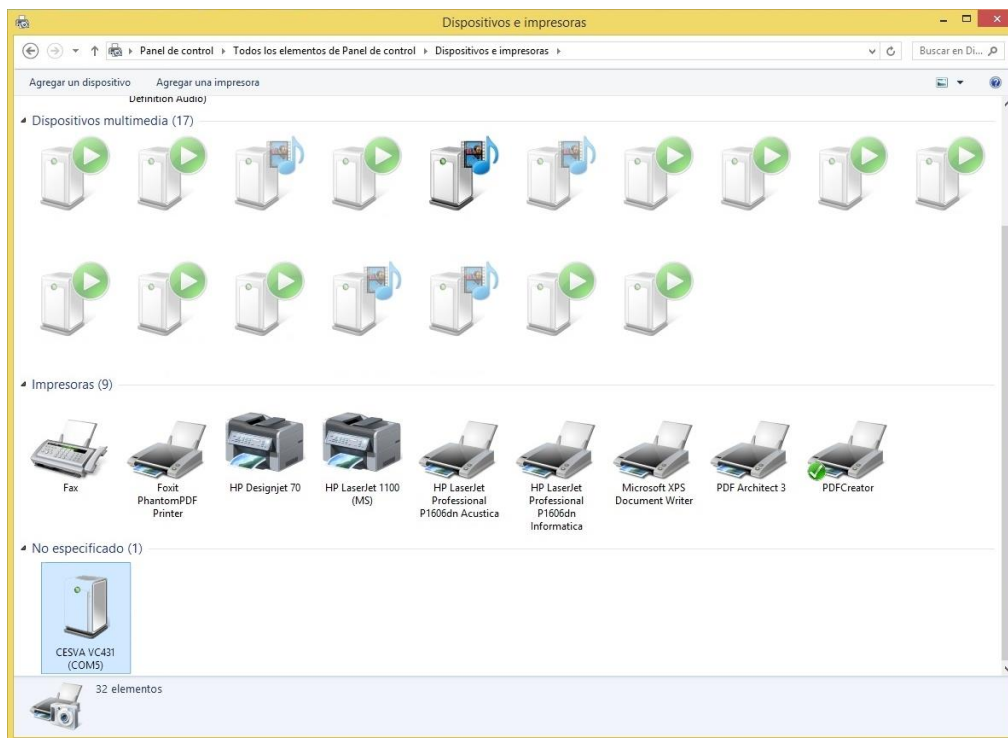 Dispositivos e impresoras
Panel de control Todos los elementos de Panel de control Dispositivos e impresoras
Buscar en Di...
Agregar un dispositivo Agregar una impresora
Definition Audio)
Dispositivos multimedia (17)
Impresoras (9)
Fax
Foxit
PhantomPDF
Printer
HP Designjet 70
HP LaserJet 1100
(MS)
HP LaserJet
Professional
P1606dn Acustica
HP LaserJet
Professional
P1606dn
Informatica
Microsoft XPS
Document Writer
PDF Architect 3
PDFCreator
No especificado (1)
CESVA VC431
(COM5)
32 elementos